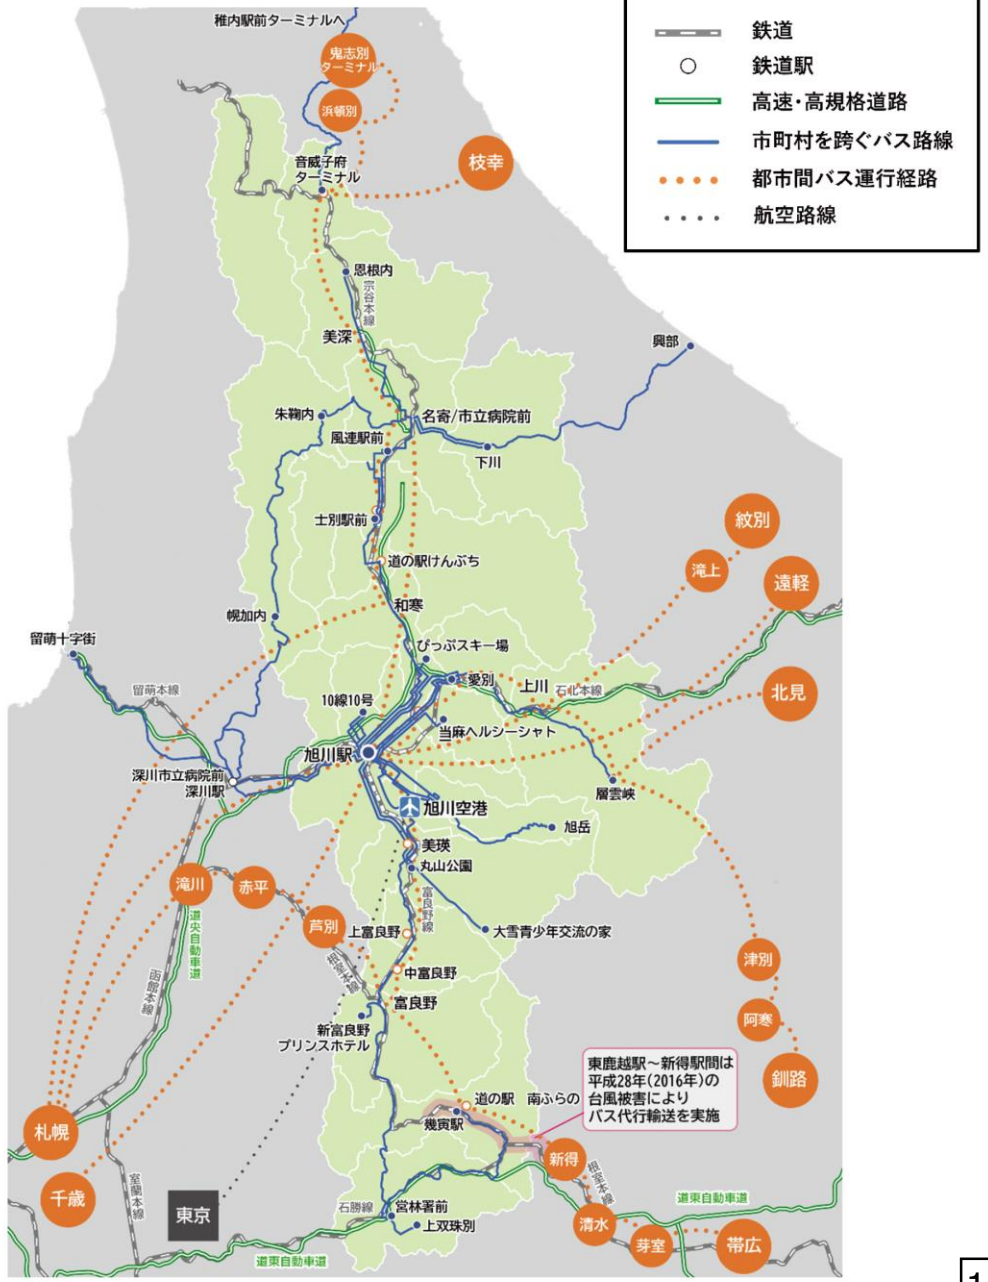 鉄道
鉄道駅
高速・高規格道路
市町村を跨ぐバス路線
都市間バス運行経路
航空路線
稚内駅前ターミナルへ
鬼志別
ターミナル
浜頓別
枝幸
音威子府
ターミナル
恩根内
宗谷本線
美深
興部
朱鞠内
名寄/市立病院前
風連駅前
下川
士別駅前
紋別
道の駅けんぶち
滝上
遠軽
和寒
幌加内
留萌十字街
ぴっぷスキー場
愛別
上川
石北本線
留萌本線
北見
10線10号
当麻ヘルシーシャト
旭川駅
深川市立病院前
深川駅
層雲峡
旭川空港
旭岳
美瑛
丸山公園
滝川
赤平
富良野線
道央自動車道
芦別
上富良野
大雪青少年交流の家
根室本線
津別
函館本線
中富良野
富良野
阿寒
新富良野
プリンスホテル
東鹿越駅～新得駅間は
平成28年(2016年)の
台風被害により
バス代行輸送を実施
釧路
道の駅 南ふらの
札幌
幾寅駅
新得
千歳
室蘭本線
根室本線
東京
石勝線
営林署前
道東自動車道
上双珠別
清水
芽室
帯広
道東自動車道
1